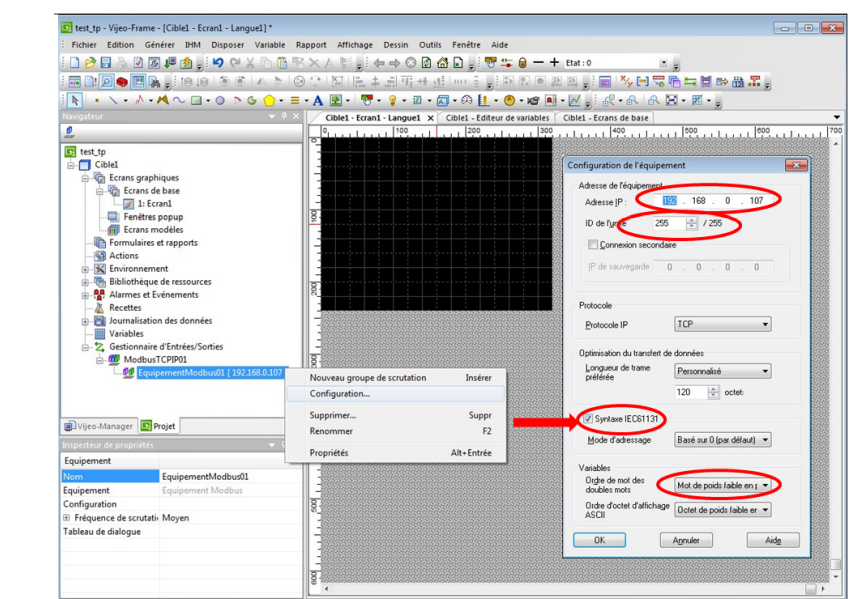 test_tp - Vijeo-Frame - [Cible1 - Ecran1 - Langue1] *
Fichier Edition Générer IHM Disposer Variable Rapport Affichage Dessin Outils Fenêtre Aide
Etat : 0
Navigateur
Cible1 - Ecran1 - Langue1 Cible1 - Editeur de variables Cible1 - Ecrans de base
0 100 200 300 400 500 600 700
0
100
200
300
500
600
test_tp
Cible1
Ecrans graphiques
Ecrans de base
1: Ecran1
Fenêtres popup
Ecrans modèles
Formulaires et rapports
Actions
Environnement
Bibliothèque de ressources
Alarmes et Evénements
Recettes
Journalisation des données
Variables
Gestionnaire d'Entrées/Sorties
ModbusTCPIP01
EquipementModbus01 [ 192.168.0.107
Nouveau groupe de scrutation Insérer
Configuration...
Supprimer... Suppr
Renommer F2
Propriétés Alt+Entrée
Vijeo-Manager Projet
Inspecteur de propriétés
Equipement
Nom EquipementModbus01
Equipement Equipement Modbus
Configuration
Fréquence de scrutati Moyen
Tableau de dialogue
Configuration de l'équipement
Adresse de l'équipement
Adresse IP : 192 . 168 . 0 . 107
ID de l'unité 255 / 255
Connexion secondaire
IP de sauvegarde 0 . 0 . 0 . 0
Protocole
Protocole IP TCP
Optimisation du transfert de données
Longueur de trame
préférée
Personnalisé
120 octet:
Syntaxe IEC61131
Mode d'adressage Basé sur 0 (par défaut)
Variables
Ordre de mot des
doubles mots
Mot de poids faible en p
Ordre d'octet d'affichage
ASCII
Octet de poids faible er
OK Annuler Aide